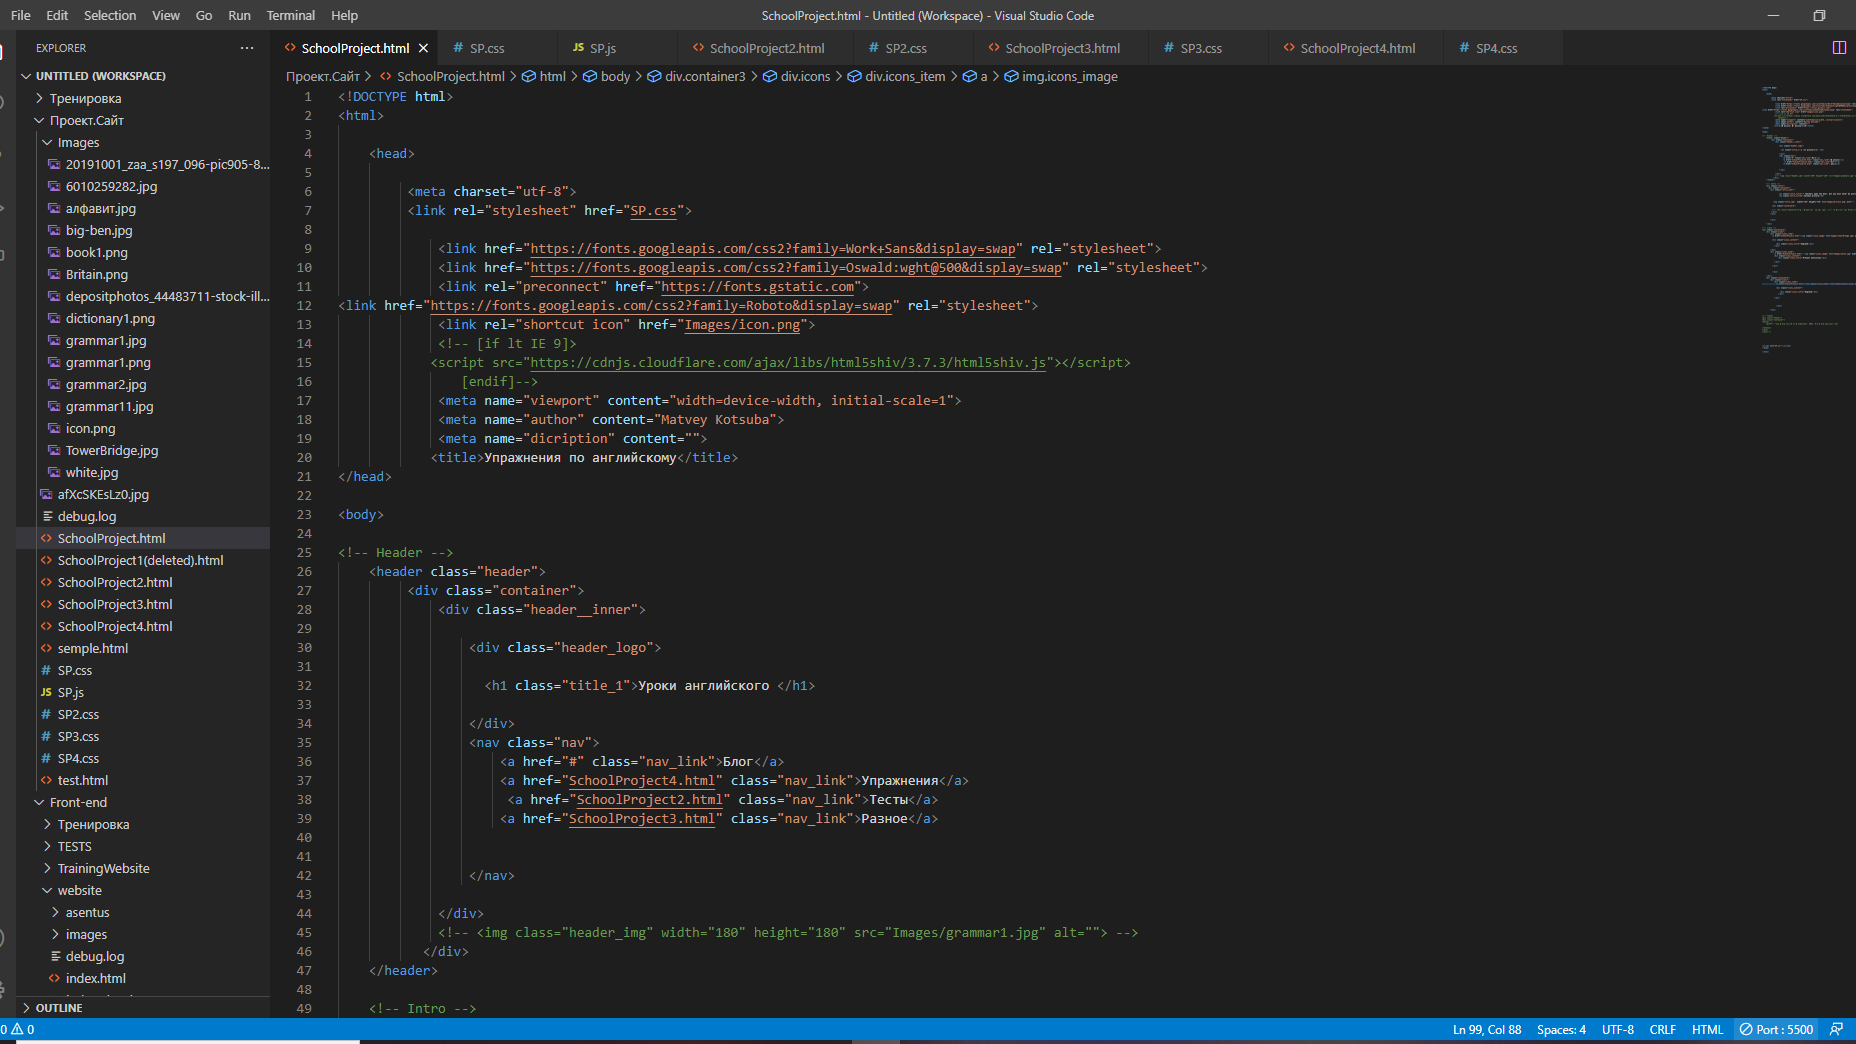 File Edit Selection View Go Run Terminal Help
SchoolProject.html - Untitled (Workspace) - Visual Studio Code
EXPLORER
UNTITLED (WORKSPACE)
Тренировка
Проект.Сайт
Images
20191001_zaa_s197_096-pic905-8...
6010259282.jpg
алфавит.jpg
big-ben.jpg
book1.png
Britain.png
depositphotos_44483711-stock-ill...
dictionary1.png
grammar1.jpg
grammar1.png
grammar2.jpg
grammar11.jpg
icon.png
TowerBridge.jpg
white.jpg
afXcSKEsLz0.jpg
debug.log
SchoolProject.html
SchoolProject1(deleted).html
SchoolProject2.html
SchoolProject3.html
SchoolProject4.html
semple.html
SP.css
JS SP.js
SP2.css
SP3.css
SP4.css
test.html
Front-end
Тренировка
TESTS
TrainingWebsite
website
asentus
images
debug.log
index.html
OUTLINE
SchoolProject.html SP.css JS SP.js SchoolProject2.html SP2.css SchoolProject3.html SP3.css SchoolProject4.html SP4.css
Проект.Сайт > SchoolProject.html > html > body > div.container3 > div.icons > div.icons_item > a > img.icons_image
1 <!DOCTYPE html>
2 <html>
3
4 <head>
5
6 <meta charset="utf-8">
7 <link rel="stylesheet" href="SP.css">
8
9 <link href="https://fonts.googleapis.com/css2?family=Work+Sans&display=swap" rel="stylesheet">
10 <link href="https://fonts.googleapis.com/css2?family=Oswald:wght@500&display=swap" rel="stylesheet">
11 <link rel="preconnect" href="https://fonts.gstatic.com">
12 <link href="https://fonts.googleapis.com/css2?family=Roboto&display=swap" rel="stylesheet">
13 <link rel="shortcut icon" href="Images/icon.png">
14 <!-- [if lt IE 9]>
15 <script src="https://cdnjs.cloudflare.com/ajax/libs/html5shiv/3.7.3/html5shiv.js"></script>
16 [endif]-->
17 <meta name="viewport" content="width=device-width, initial-scale=1">
18 <meta name="author" content="Matvey Kotsuba">
19 <meta name="dicription" content="">
20 <title>Упражнения по английскому</title>
21 </head>
22
23 <body>
24
25 <!-- Header -->
26 <header class="header">
27 <div class="container">
28 <div class="header__inner">
29
30 <div class="header_logo">
31
32 <h1 class="title_1">Уроки английского </h1>
33
34 </div>
35 <nav class="nav">
36 <a href="#" class="nav_link">Блог</a>
37 <a href="SchoolProject4.html" class="nav_link">Упражнения</a>
38 <a href="SchoolProject2.html" class="nav_link">Тесты</a>
39 <a href="SchoolProject3.html" class="nav_link">Разное</a>
40
41
42 </nav>
43
44 </div>
45 <!-- <img class="header_img" width="180" height="180" src="Images/grammar1.jpg" alt=""> -->
46 </div>
47 </header>
48
49 <!-- Intro -->
0 0
Ln 99, Col 88 Spaces: 4 UTF-8 CRLF HTML Port : 5500